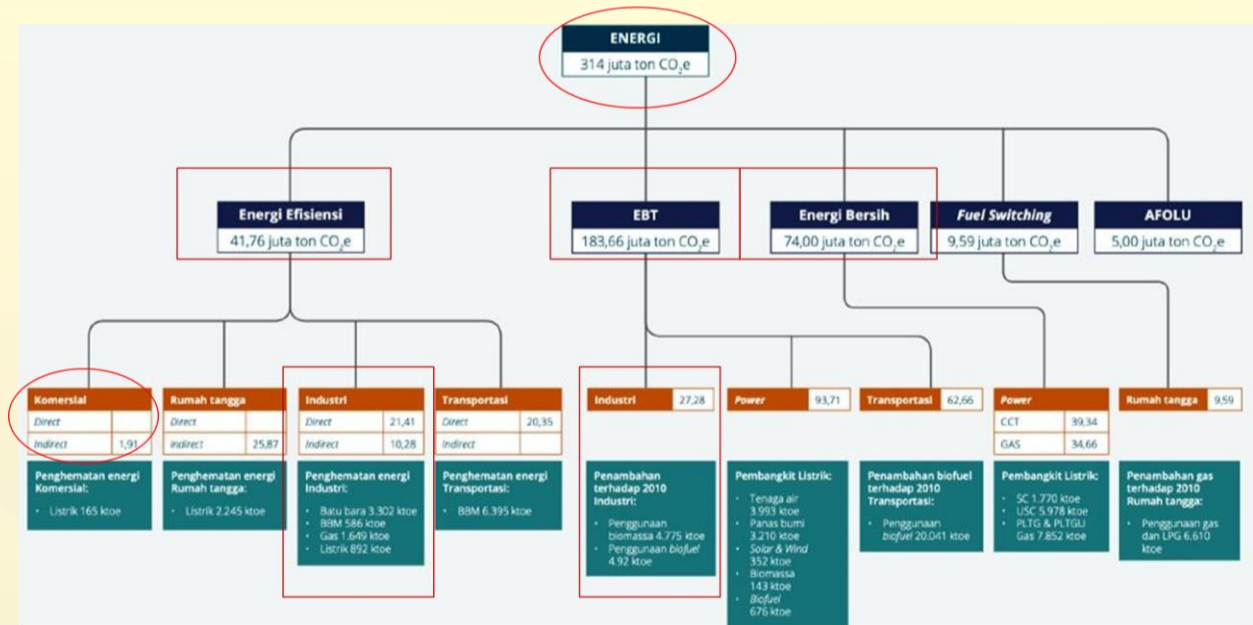 ENERGI
314 juta ton CO₂e
Energi Efisiensi
41,76 juta ton CO₂e
EBT
183,66 juta ton CO₂e
Energi Bersih
74,00 juta ton CO₂e
Fuel Switching
9,59 juta ton CO₂e
AFOLU
5,00 juta ton CO₂e
Komersial
Direct
Indirect 1,91
Penghematan energi
Komersial:
• Listrik 165 ktoe
Rumah tangga
Direct
Indirect 25,87
Penghematan energi
Rumah tangga:
• Listrik 2.245 ktoe
Industri
Direct 21,41
Indirect 10,28
Penghematan energi
Industri:
• Batu bara 3.302 ktoe
• BBM 586 ktoe
• Gas 1.649 ktoe
• Listrik 892 ktoe
Transportasi
Direct 20,35
Indirect
Penghematan energi
Transportasi:
• BBM 6.395 ktoe
Industri 27,28
Penambahan
terhadap 2010
Industri:
• Penggunaan
biomassa 4.775 ktoe
• Penggunaan biofuel
4.92 ktoe
Power 93,71
Pembangkit Listrik:
• Tenaga air
3.993 ktoe
• Panas bumi
3.210 ktoe
• Solar & Wind
352 ktoe
• Biomassa
143 ktoe
• Biofuel
676 ktoe
Transportasi 62,66
Penambahan biofuel
terhadap 2010
Transportasi:
• Penggunaan
biofuel 20.041 ktoe
Power
CCT 39,34
GAS 34,66
Pembangkit Listrik:
• SC 1.770 ktoe
• USC 5.978 ktoe
• PLTG & PLTGU
Gas 7.852 ktoe
Rumah tangga 9,59
Penambahan gas
terhadap 2010
Rumah tangga:
• Penggunaan gas
dan LPG 6.610
ktoe